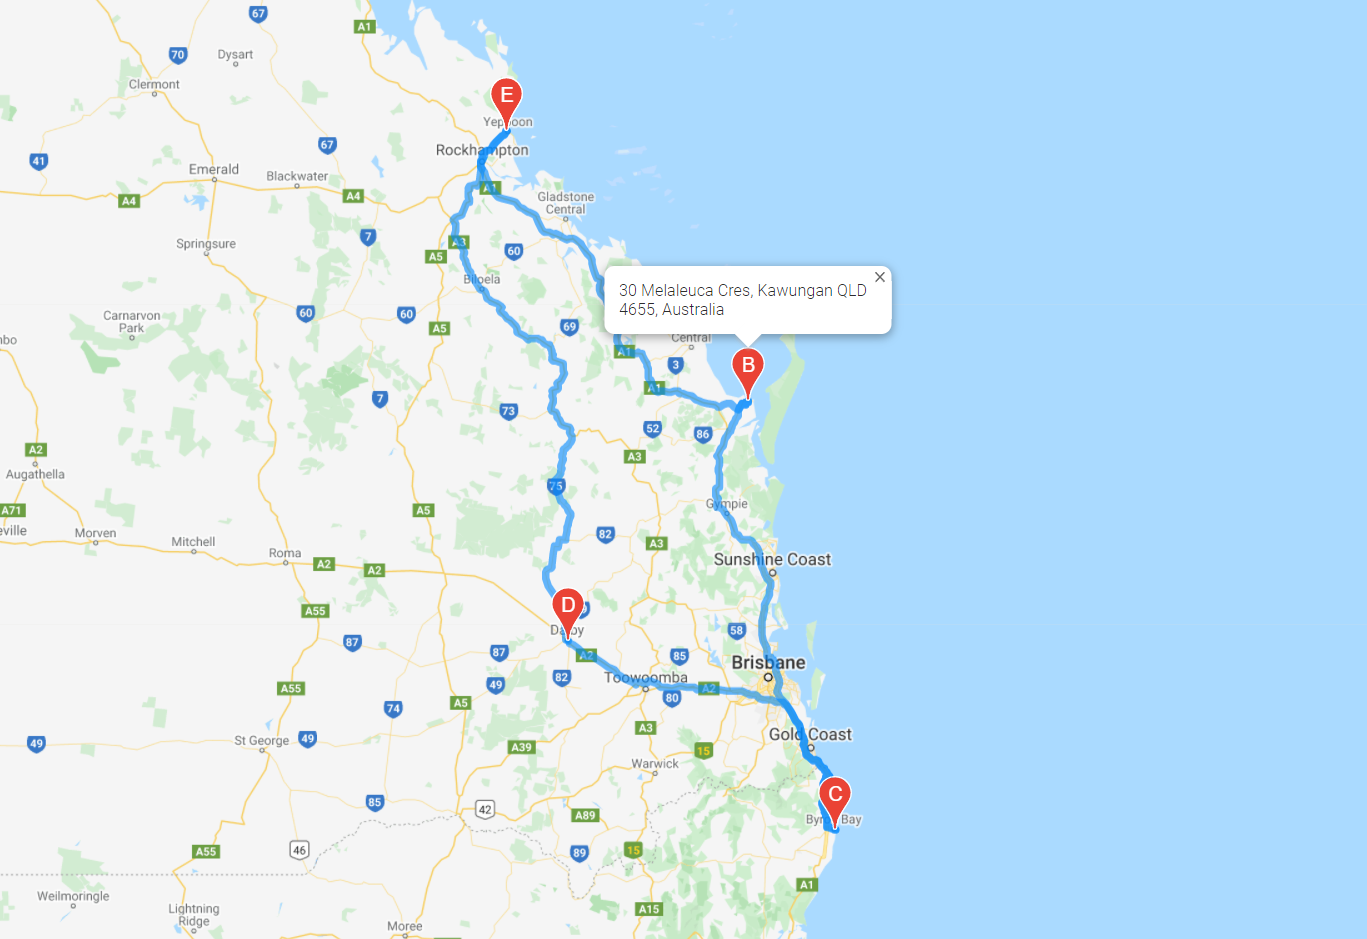 67
A1
70
Dysart
Clermont
E
Yeppoon
67
Rockhampton
41
Emerald
Blackwater
A1
A4
A4
Gladstone
Central
7
Springsure
A3
60
A5
Biloela
30 Melaleuca Cres, Kawungan QLD
4655, Australia
Carnarvon
Park
60
60
A5
69
Central
A1
3
B
A1
7
73
52
86
A2
A3
Augathella
75
Gympie
A71
A5
Morven
Mitchell
82
A3
Roma
A2
A2
Sunshine Coast
D
A55
Dalby
58
87
87
A2
85
Brisbane
82
Toowoomba
49
A55
A2
80
A5
74
A3
Gold Coast
49
St George
49
A39
15
Warwick
C
85
42
A89
Byron Bay
46
A55
89
15
A1
Weilmoringle
Lightning
Ridge
A15
Moree